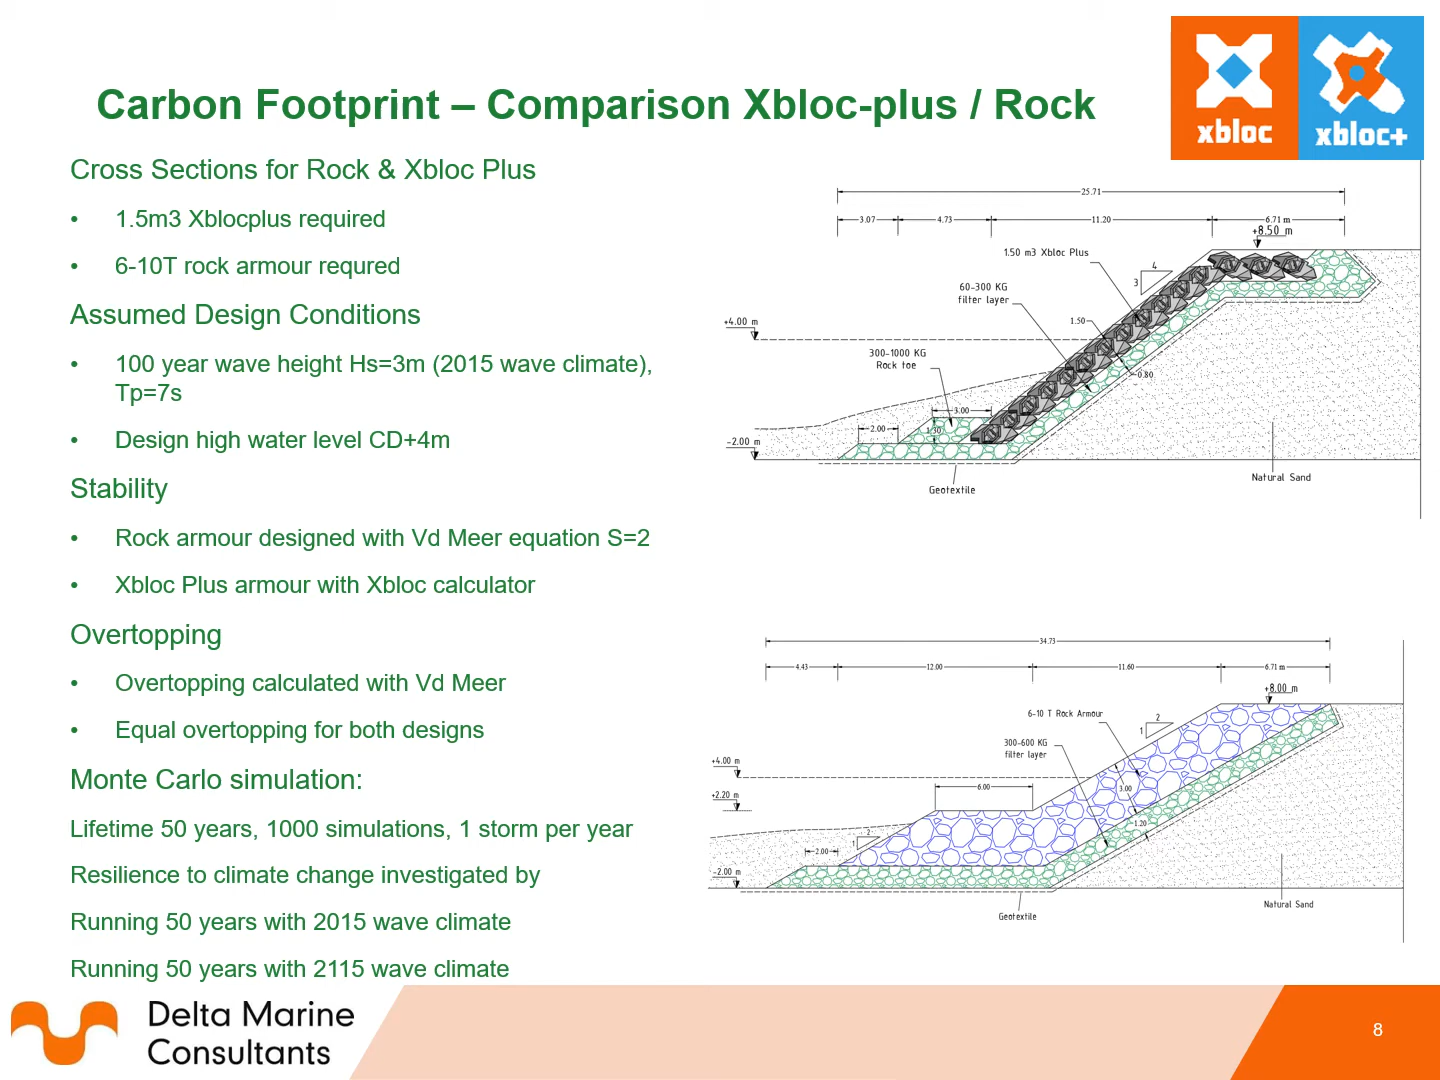 Carbon Footprint – Comparison Xbloc-plus / Rock
xbloc
xbloc+
Cross Sections for Rock & Xbloc Plus
• 1.5m3 Xblocplus required
• 6-10T rock armour requred
Assumed Design Conditions
• 100 year wave height Hs=3m (2015 wave climate),
Tp=7s
• Design high water level CD+4m
Stability
• Rock armour designed with Vd Meer equation S=2
• Xbloc Plus armour with Xbloc calculator
Overtopping
• Overtopping calculated with Vd Meer
• Equal overtopping for both designs
Monte Carlo simulation:
Lifetime 50 years, 1000 simulations, 1 storm per year
Resilience to climate change investigated by
Running 50 years with 2015 wave climate
Running 50 years with 2115 wave climate
25.71
3.07 4.73 11.20 6.71 m
+8.50 m
1.50 m3 Xbloc Plus
4
3
60-300 KG
filter layer
+4.00 m
1.50
300-1000 KG
Rock toe
0.80
3.00
2.00
1.30
-2.00 m
Geotextile
Natural Sand
34.73
4.43 12.00 11.60 6.71 m
+8.00 m
6-10 T Rock Armour
2
1
300-600 KG
filter layer
+4.00 m
6.00
3.00
+2.20 m
1.20
2
1
2.00
-2.00 m
Geotextile
Natural Sand
Delta Marine
Consultants
8